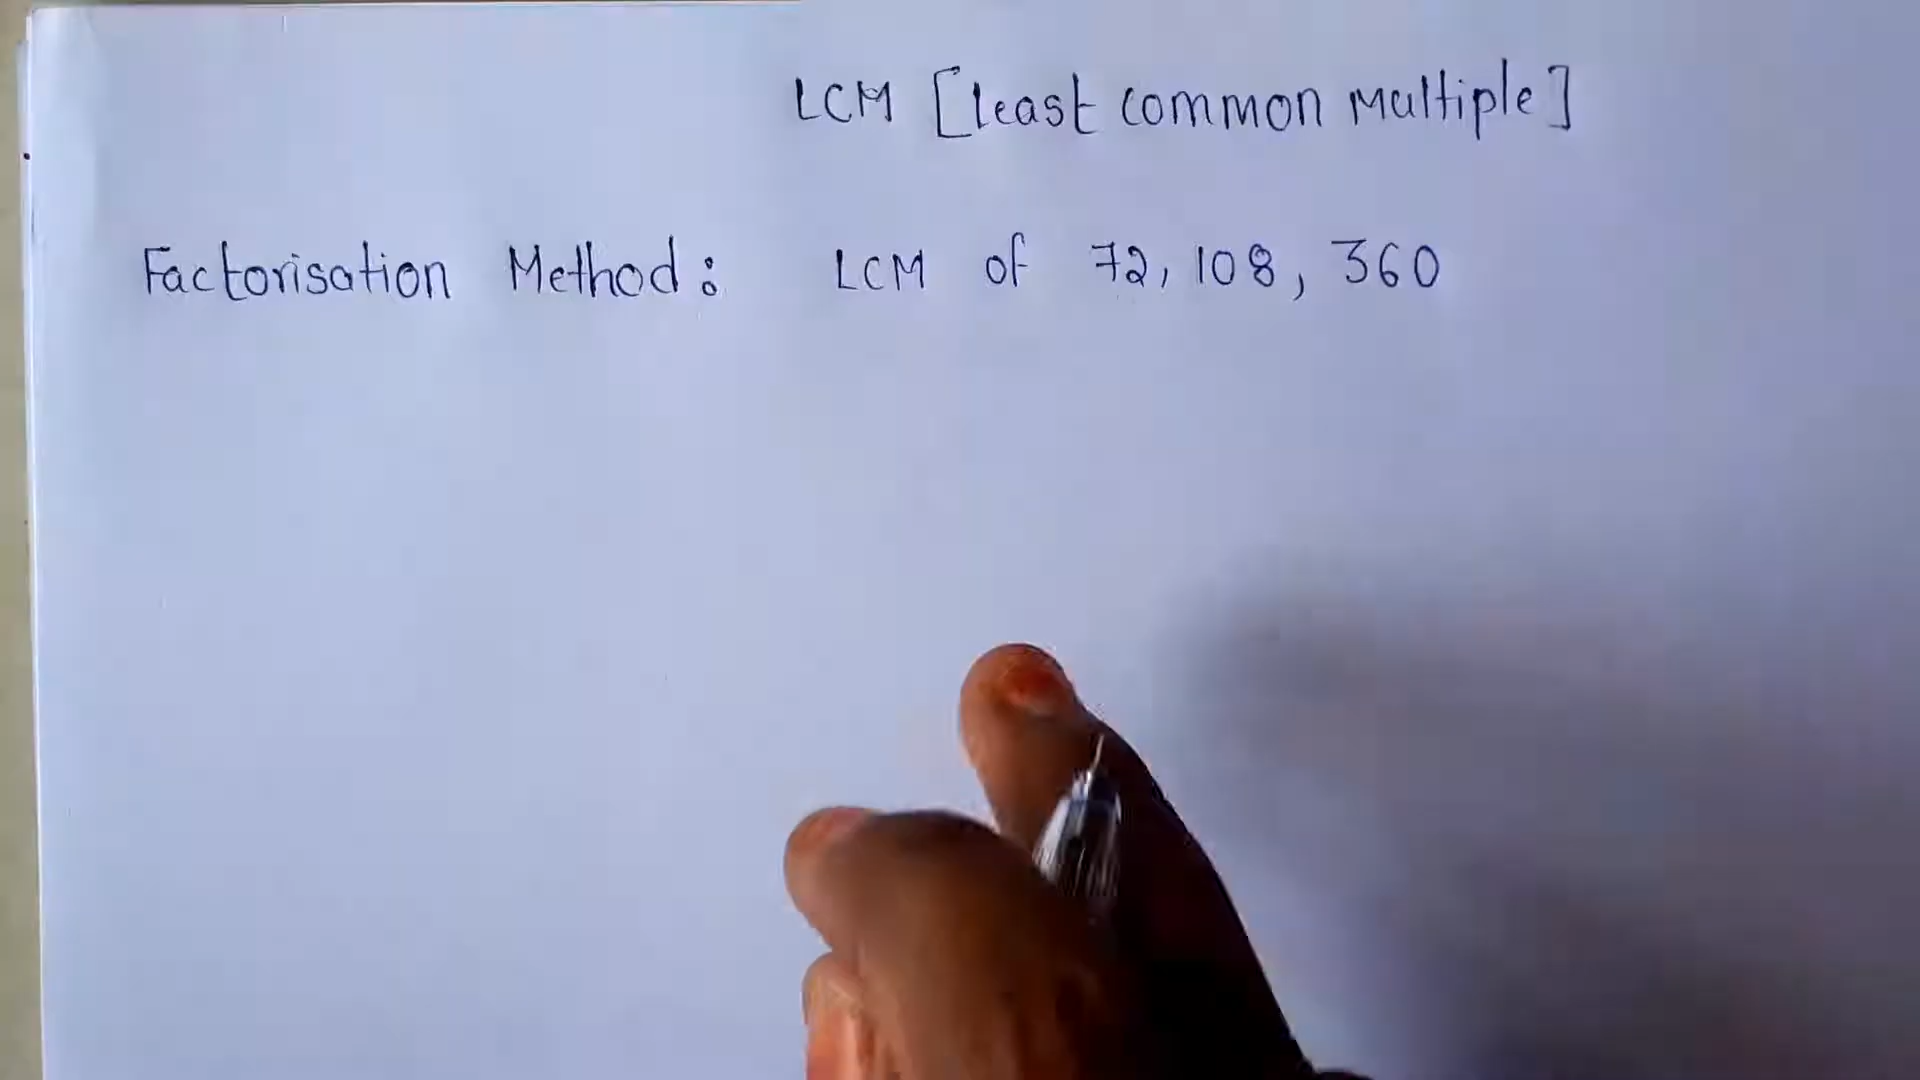 LCM [least common Multiple]
Factorisation Method: LCM of 72, 108, 360